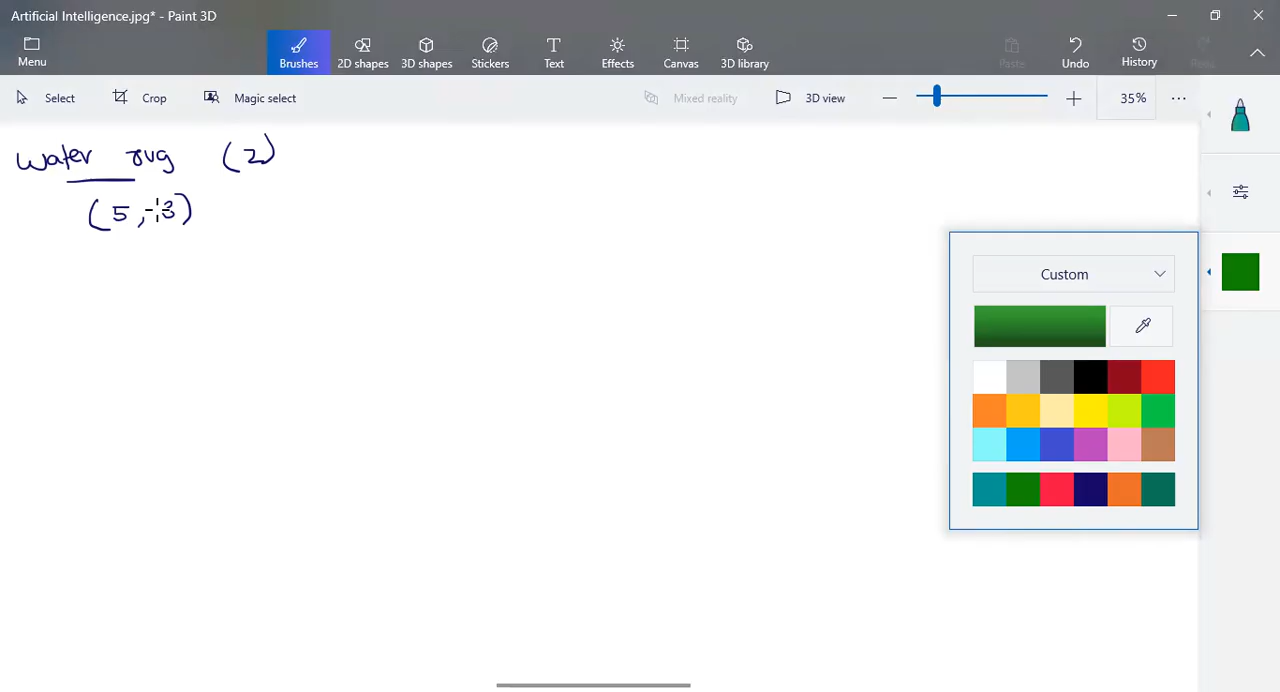 Artificial Intelligence.jpg* - Paint 3D
Menu
Brushes
2D shapes
3D shapes
Stickers
Text
Effects
Canvas
3D library
Paste
Undo
History
Redo
Select
Crop
Magic select
Mixed reality
3D view
35%
Water Jug (2)
(5, 3)
Custom